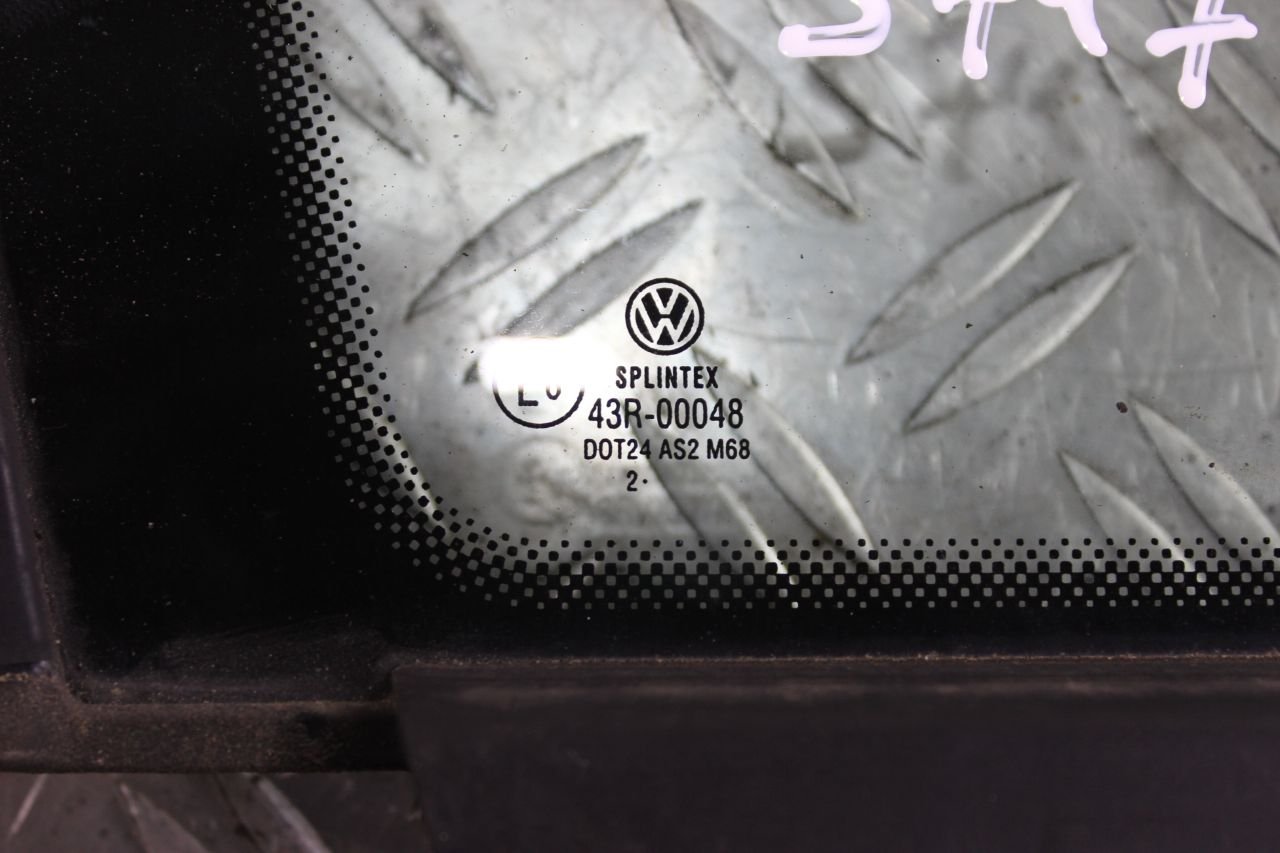 SPLINTEX
43R-00048
DOT24 AS2 M68
2·